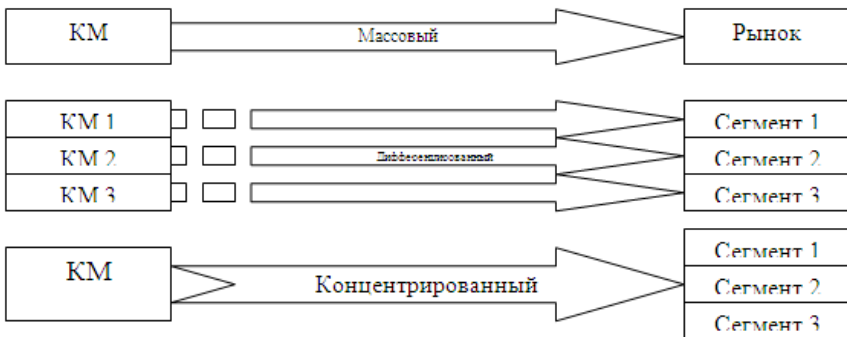 КМ Массовый Рынок
КМ 1 Сегмент 1
КМ 2 Дифференцированный Сегмент 2
КМ 3 Сегмент 3
Сегмент 1
КМ Концентрированный Сегмент 2
Сегмент 3